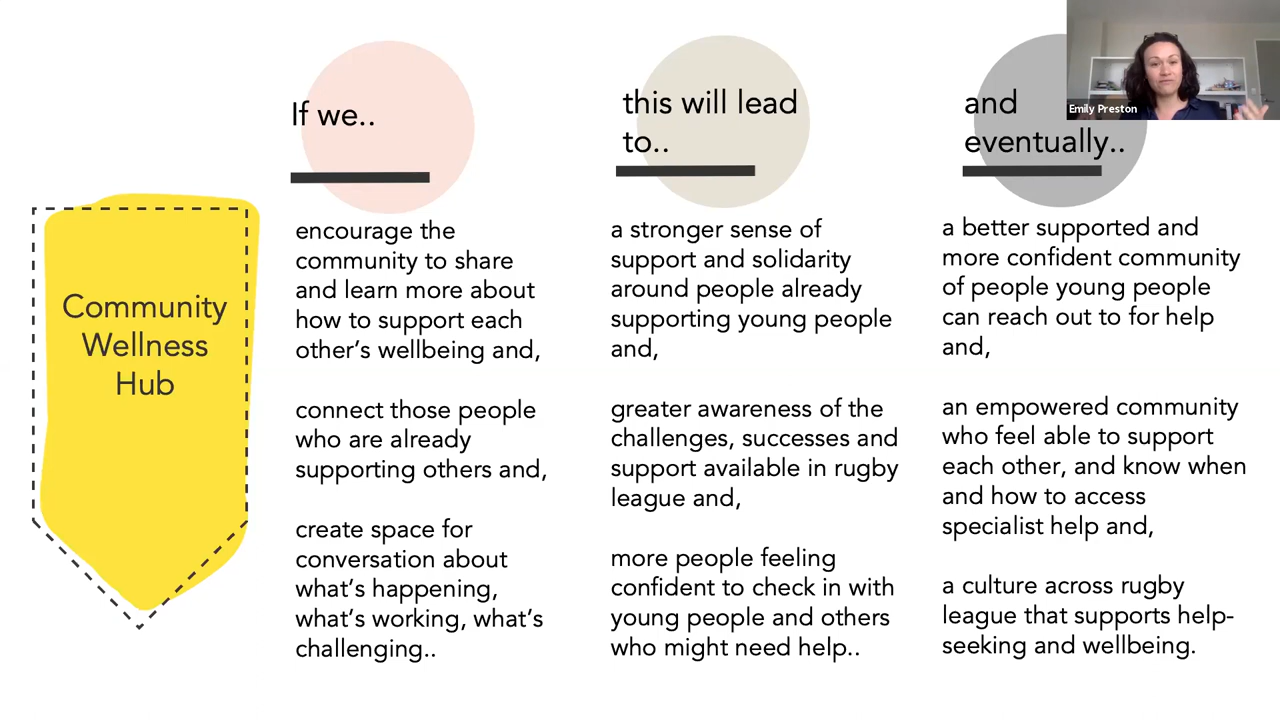 Community
Wellness
Hub
If we..
encourage the
community to share
and learn more about
how to support each
other's wellbeing and,
connect those people
who are already
supporting others and,
create space for
conversation about
what's happening,
what's working, what's
challenging..
this will lead
to..
a stronger sense of
support and solidarity
around people already
supporting young people
and,
greater awareness of the
challenges, successes and
support available in rugby
league and,
more people feeling
confident to check in with
young people and others
who might need help..
and
eventually..
a better supported and
more confident community
of people young people
can reach out to for help
and,
an empowered community
who feel able to support
each other, and know when
and how to access
specialist help and,
a culture across rugby
league that supports help-
seeking and wellbeing.
Emily Preston